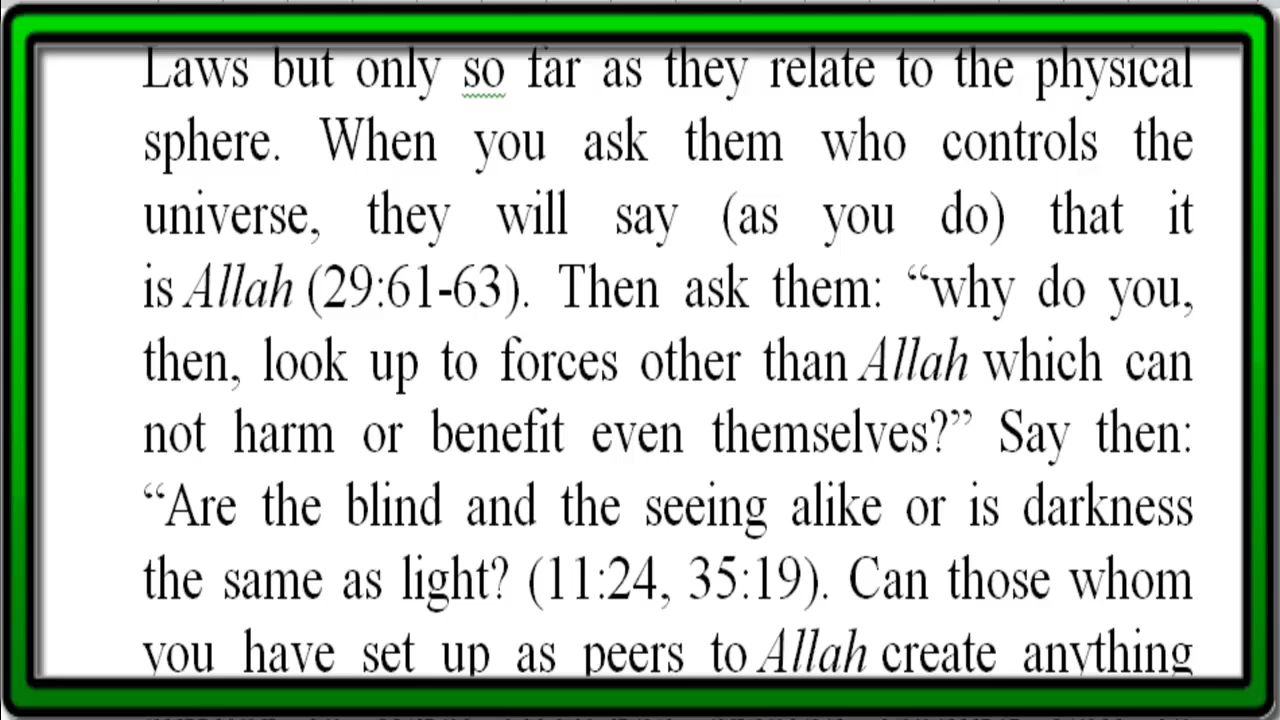 Laws but only so far as they relate to the physical
sphere. When you ask them who controls the
universe, they will say (as you do) that it
is Allah (29:61-63). Then ask them: “why do you,
then, look up to forces other than Allah which can
not harm or benefit even themselves?” Say then:
“Are the blind and the seeing alike or is darkness
the same as light? (11:24, 35:19). Can those whom
you have set up as peers to Allah create anything